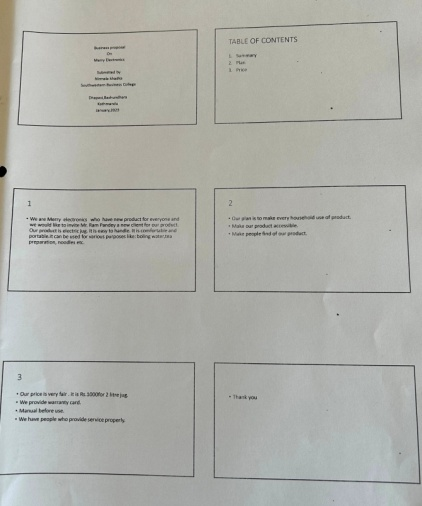 Business proposal
On
Merry Electronics
Submitted by
Nirmala Khadka
Southwestern Business College
Dhapasi,Bashundhara
Kathmandu
January,2023
TABLE OF CONTENTS
1. Summary
2. Plan
3. Price
1
• We are Merry electronics who have new product for everyone and
we would like to invite Mr. Ram Pandey a new client for our product.
Our product is electric jug. It is easy to handle. It is comfortable and
portable.it can be used for various purposes like: boling water,tea
preparation, noodles etc.
2
• Our plan is to make every household use of product.
• Make our product accessible.
• Make people find of our product.
3
• Our price is very fair . It is Rs.1000for 2 litre jug.
• We provide warranty card.
• Manual before use.
• We have people who provide service properly.
• Thank you